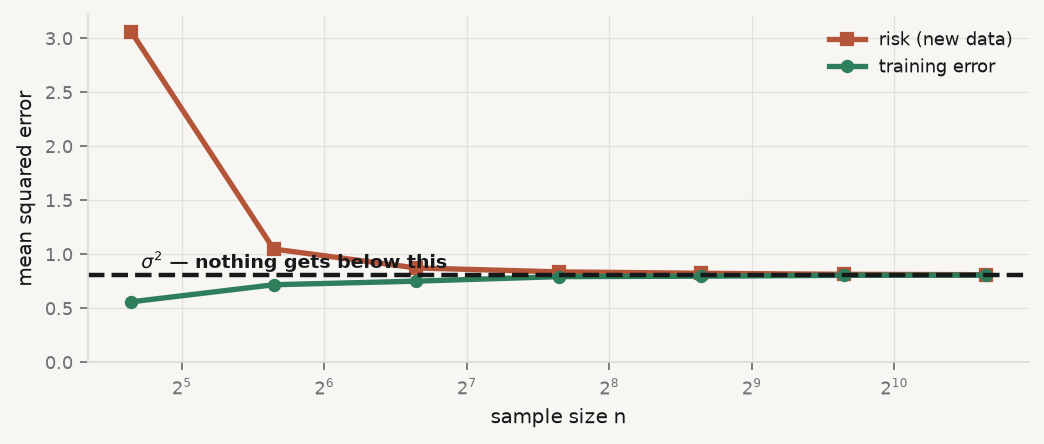 3.0
2.5
2.0
1.5
1.0
0.5
0.0
mean squared error
risk (new data)
training error
σ² — nothing gets below this
2⁵
2⁶
2⁷
2⁸
2⁹
2¹⁰
sample size n